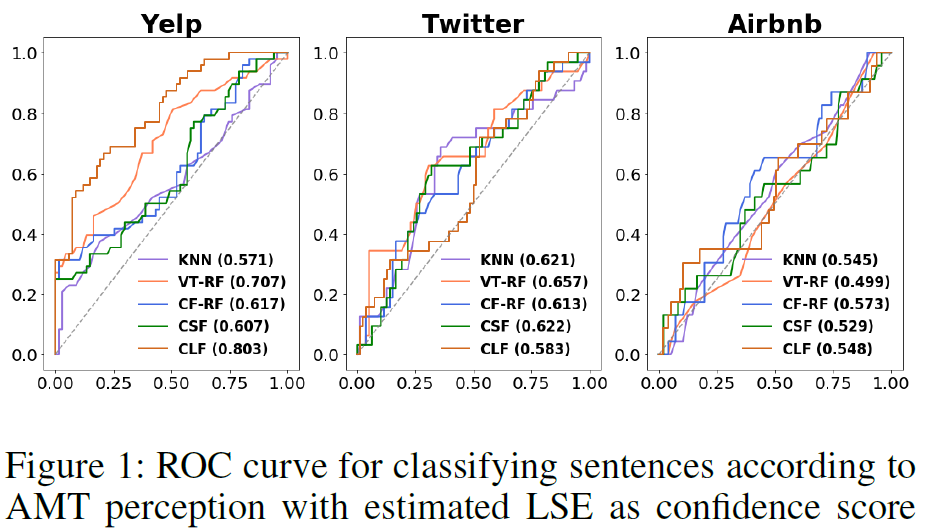 Yelp
1.0
0.8
0.6
0.4
0.2
0.0
KNN (0.571)
VT-RF (0.707)
CF-RF (0.617)
CSF (0.607)
CLF (0.803)
0.00 0.25 0.50 0.75 1.00
Twitter
1.0
0.8
0.6
0.4
0.2
0.0
KNN (0.621)
VT-RF (0.657)
CF-RF (0.613)
CSF (0.622)
CLF (0.583)
0.00 0.25 0.50 0.75 1.00
Airbnb
1.0
0.8
0.6
0.4
0.2
0.0
KNN (0.545)
VT-RF (0.499)
CF-RF (0.573)
CSF (0.529)
CLF (0.548)
0.00 0.25 0.50 0.75 1.00
Figure 1: ROC curve for classifying sentences according to
AMT perception with estimated LSE as confidence score